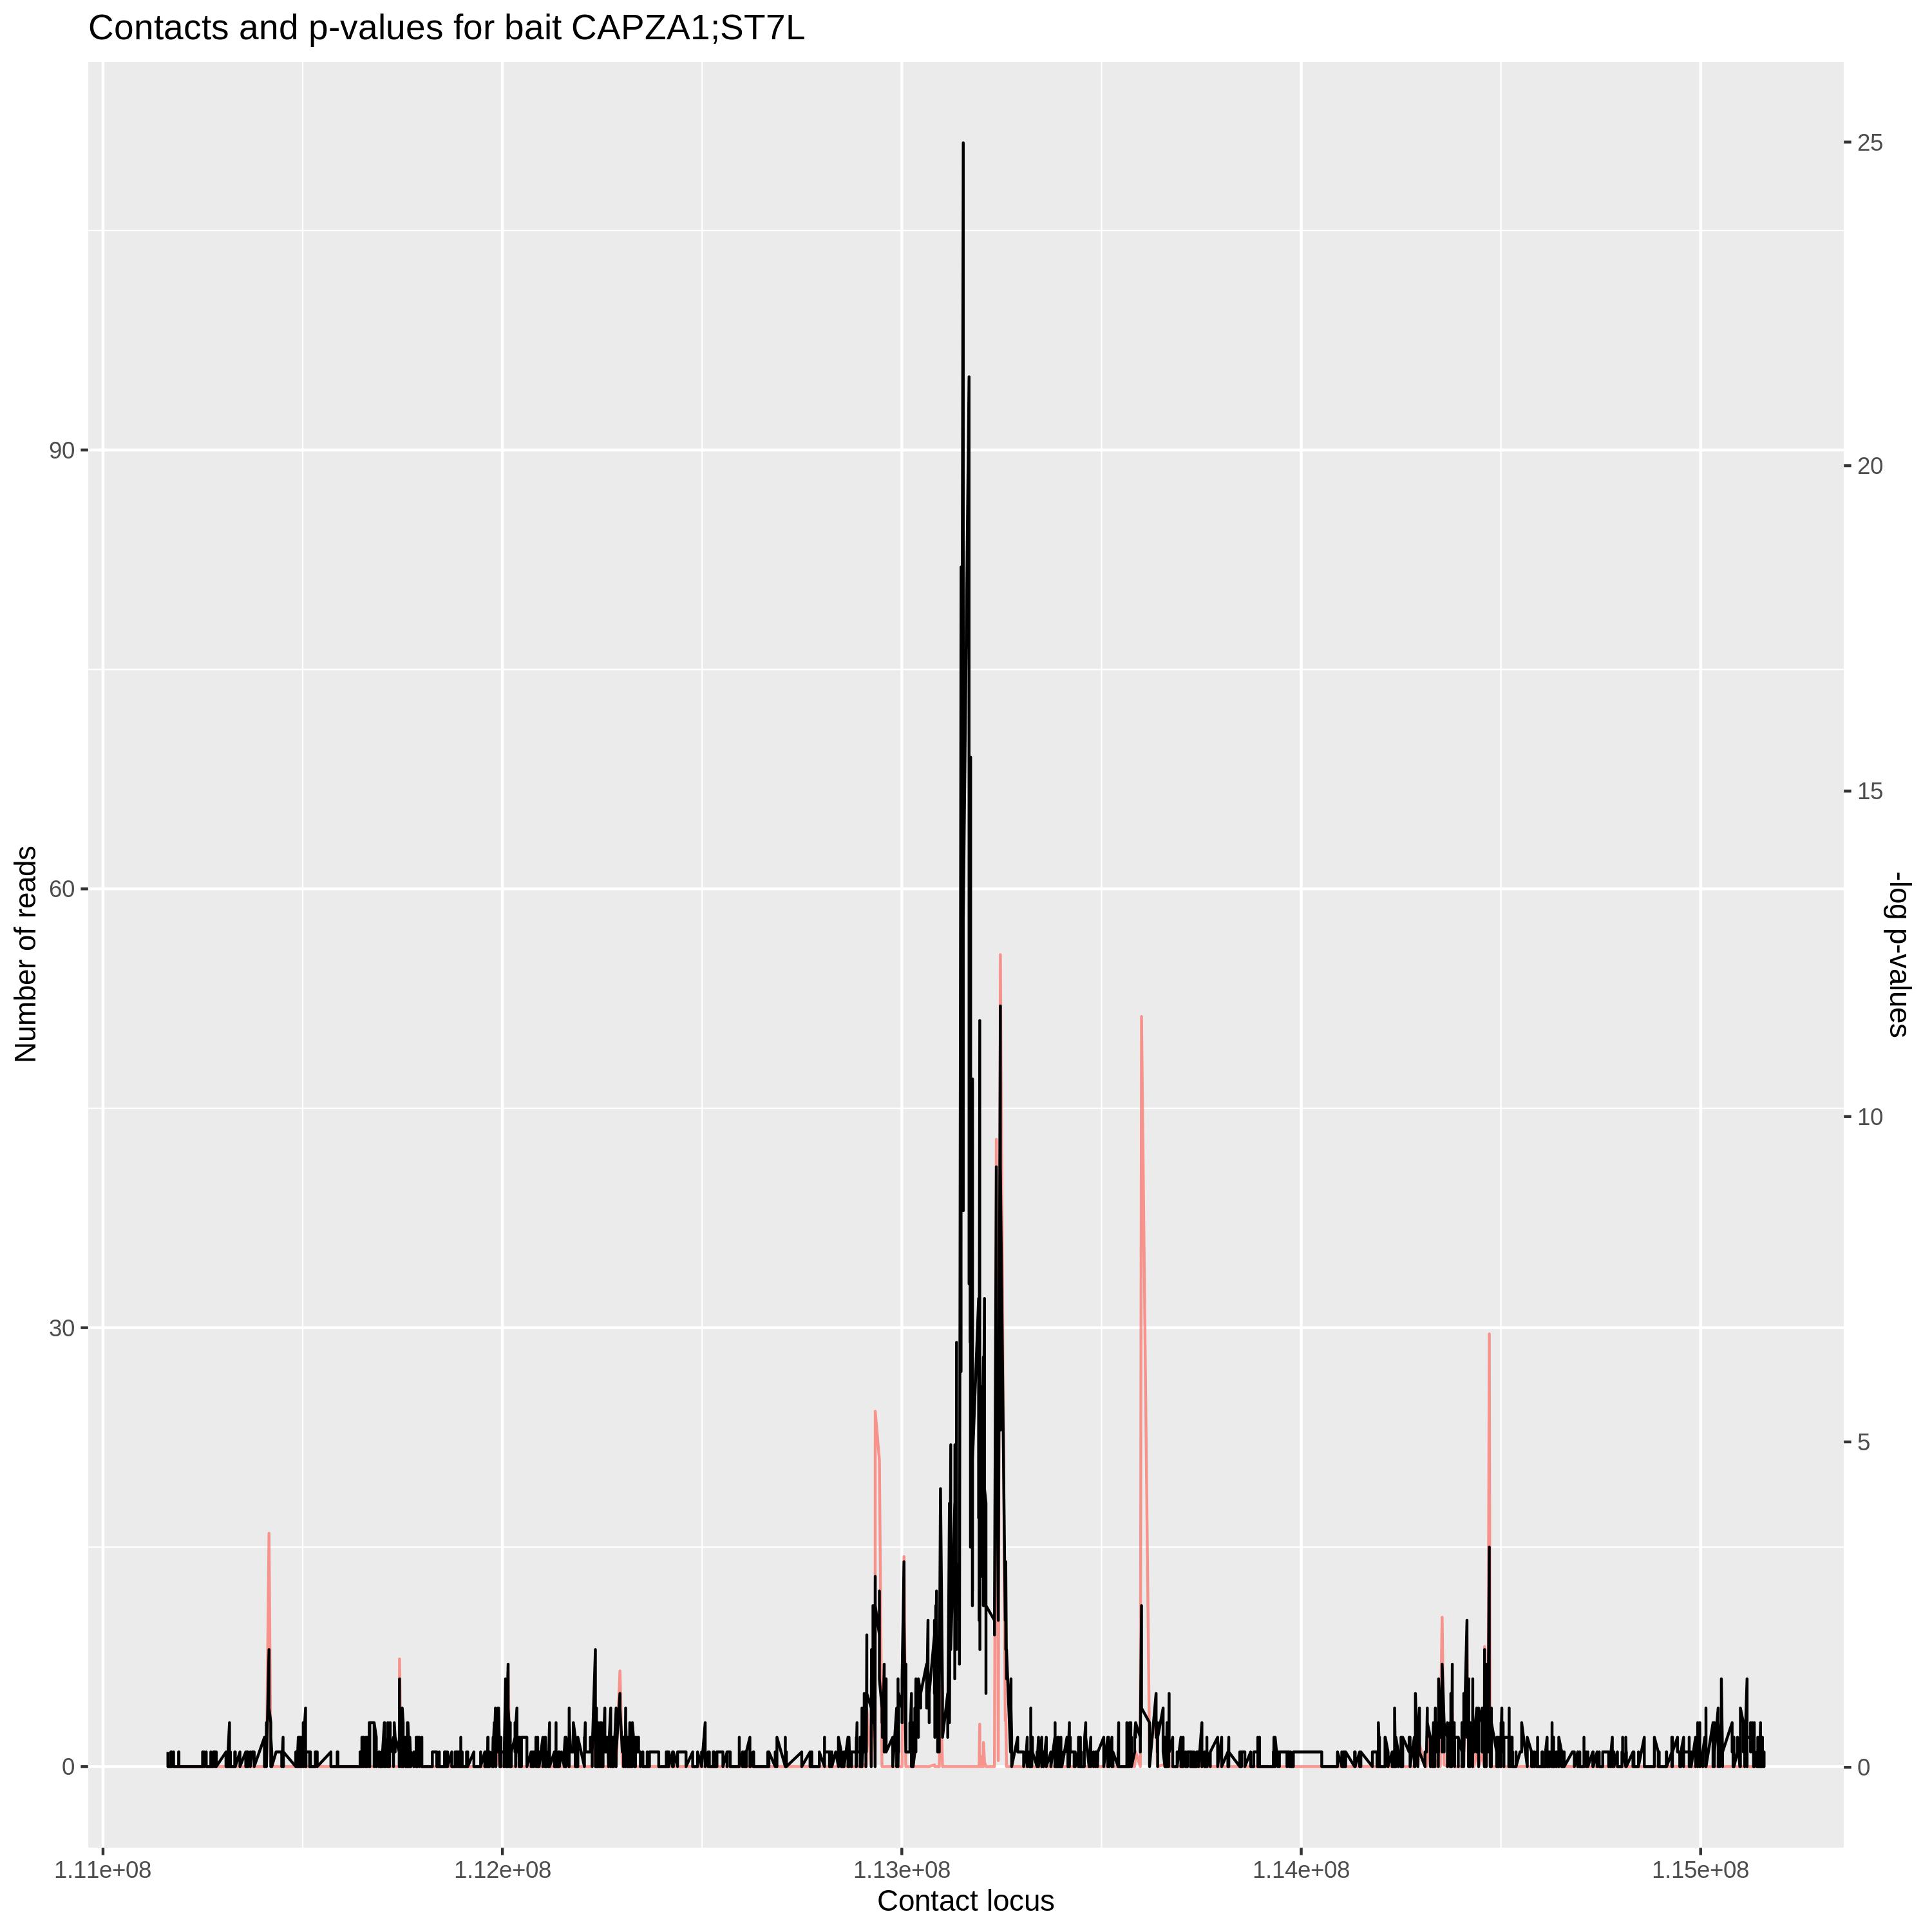 Contacts and p-values for bait CAPZA1;ST7L
Number of reads
90
60
30
0
25
20
15
10
5
0
-log p-values
1.11e+08 1.12e+08 1.13e+08 1.14e+08 1.15e+08
Contact locus